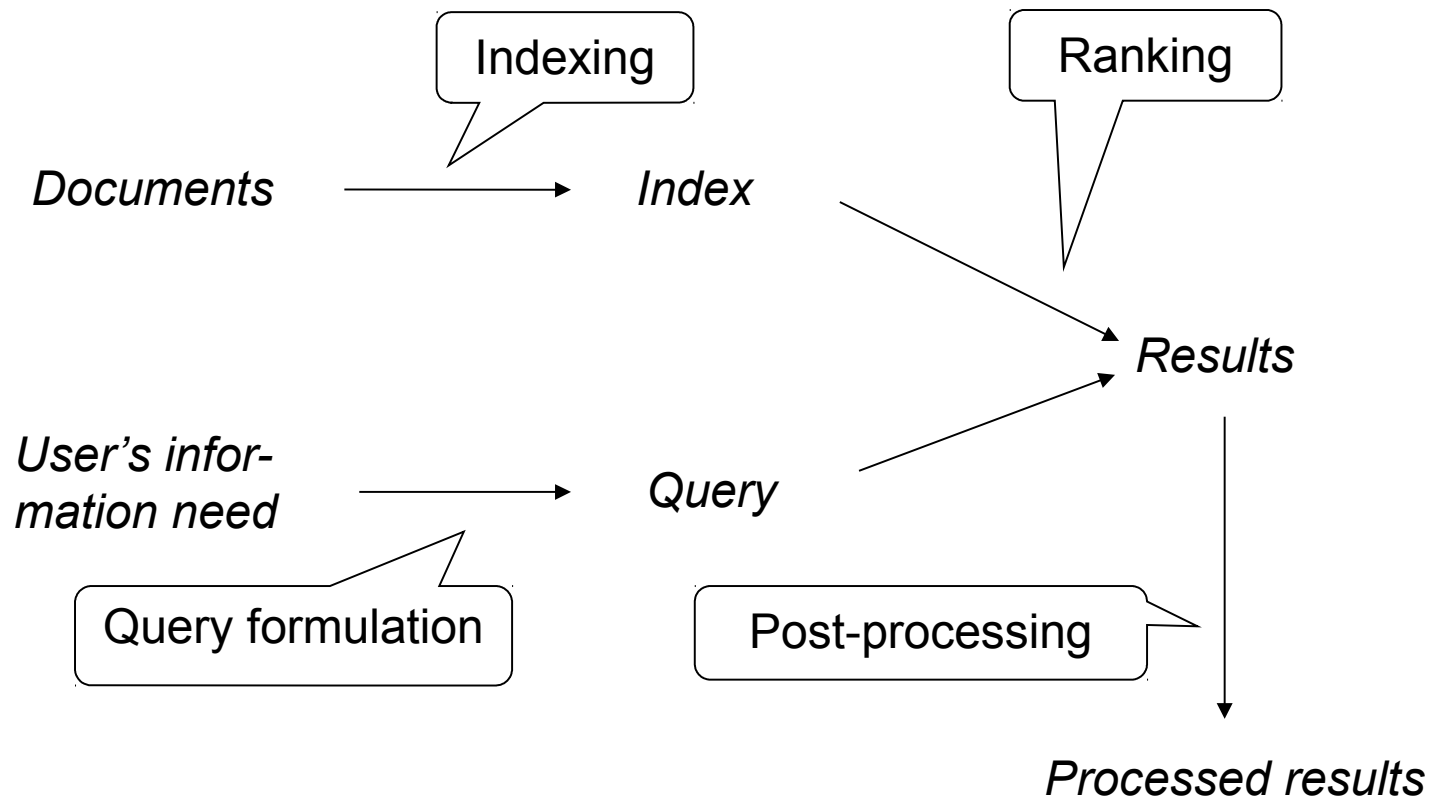 Indexing
Ranking
Documents
Index
Results
User’s infor-
mation need
Query
Query formulation
Post-processing
Processed results